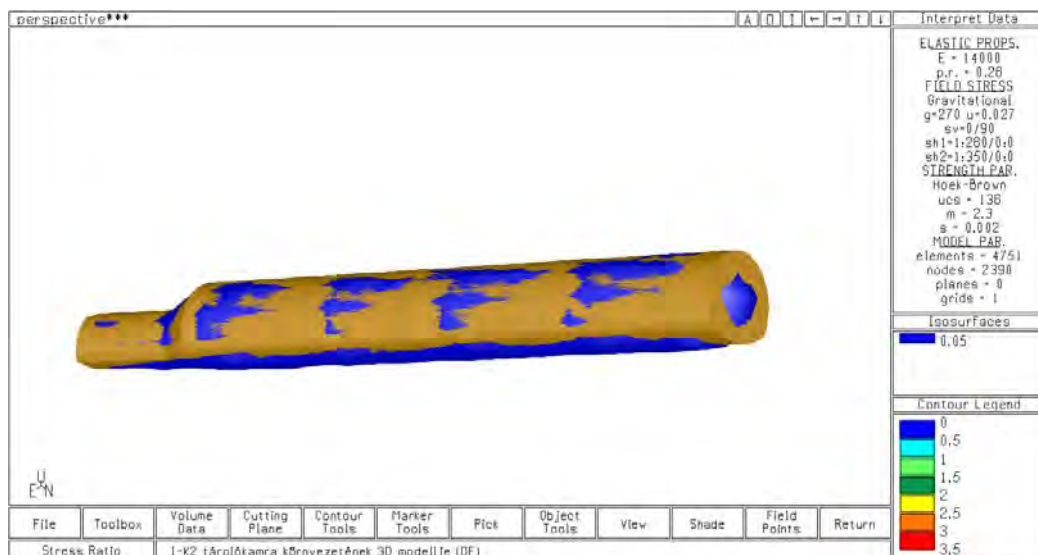 perspective***
A
Interpret Data
ELASTIC PROPS.
E = 14000
p.r. = 0.28
FIELD STRESS
Gravitational
g=270 u=0.027
sv=0/90
sh1=1.280/0.0
sh2=1.350/0.0
STRENGTH PAR.
Hoek-Brown
ucs = 136
m = 2.3
s = 0.002
MODEL PAR.
elements = 4751
nodes = 2390
planes = 0
grids = 1
Isosurfaces
0.05
Contour Legend
0
0.5
1
1.5
2
2.5
3
3.5
U
E N
File
Toolbox
Volume Data
Cutting Plane
Contour Tools
Marker Tools
Pick
Object Tools
View
Shade
Field Points
Return
Stress Ratio
I-K2 tárolókamra környezetének 3D modellje (DF)